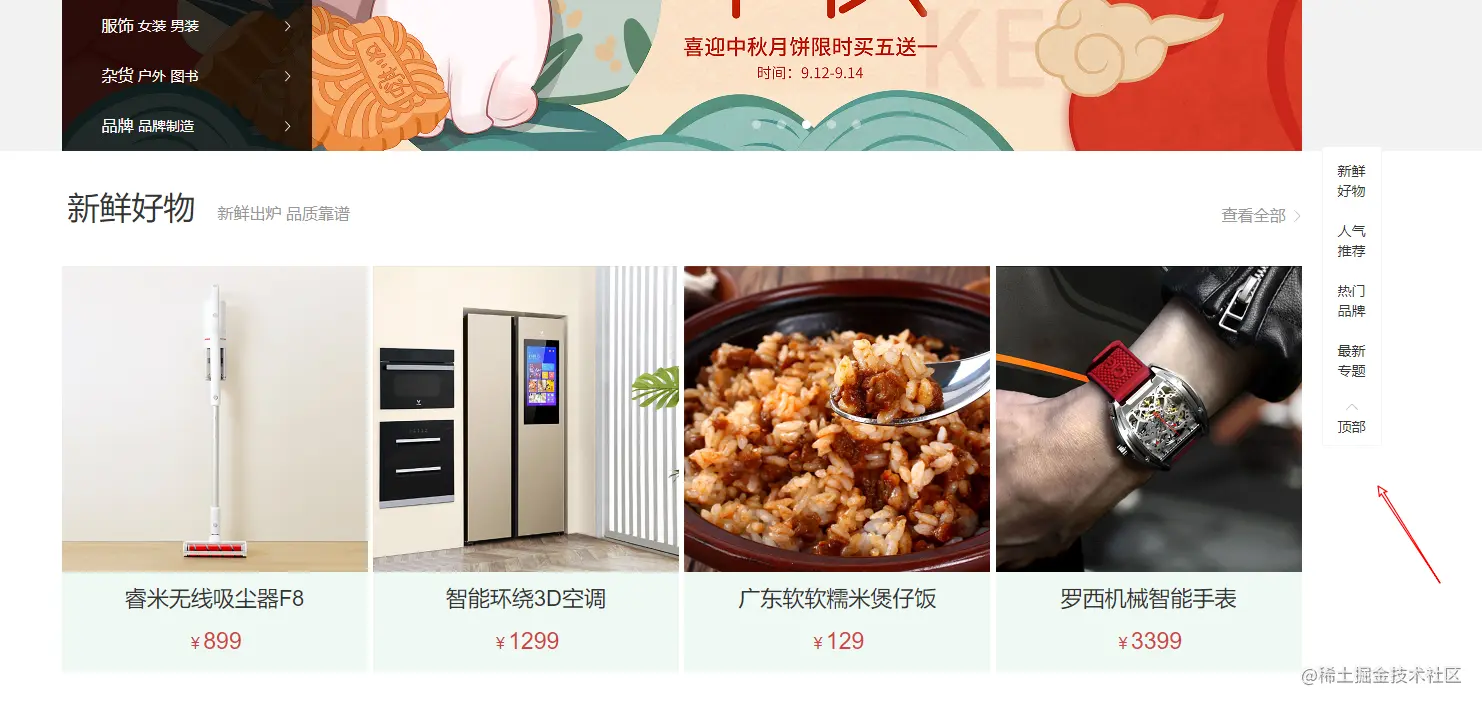 服饰 女装 男装
杂货 户外 图书
品牌 品牌制造
喜迎中秋月饼限时买五送一
时间：9.12-9.14
KE
新鲜好物 新鲜出炉 品质靠谱
查看全部
新鲜
好物
人气
推荐
热门
品牌
最新
专题
顶部
睿米无线吸尘器F8
¥899
智能环绕3D空调
¥1299
广东软软糯米煲仔饭
¥129
罗西机械智能手表
¥3399
@稀土掘金技术社区